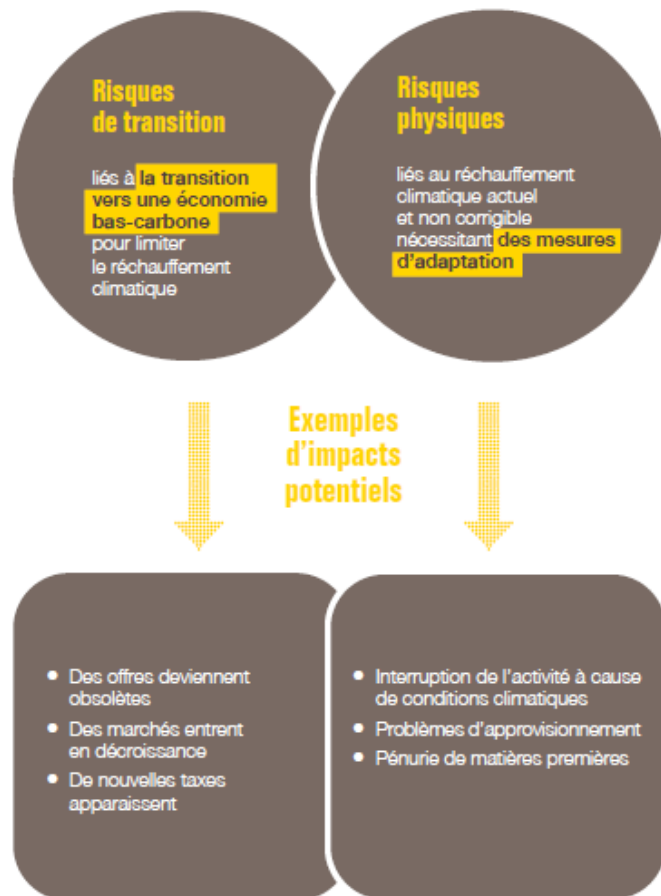 Risques
de transition
liés à la transition
vers une économie
bas-carbone
pour limiter
le réchauffement
climatique
Risques
physiques
liés au réchauffement
climatique actuel
et non corrigible
nécessitant des mesures
d'adaptation
Exemples
d'impacts
potentiels
• Des offres deviennent
obsolètes
• Des marchés entrent
en décroissance
• De nouvelles taxes
apparaissent
• Interruption de l'activité à cause
de conditions climatiques
• Problèmes d'approvisionnement
• Pénurie de matières premières